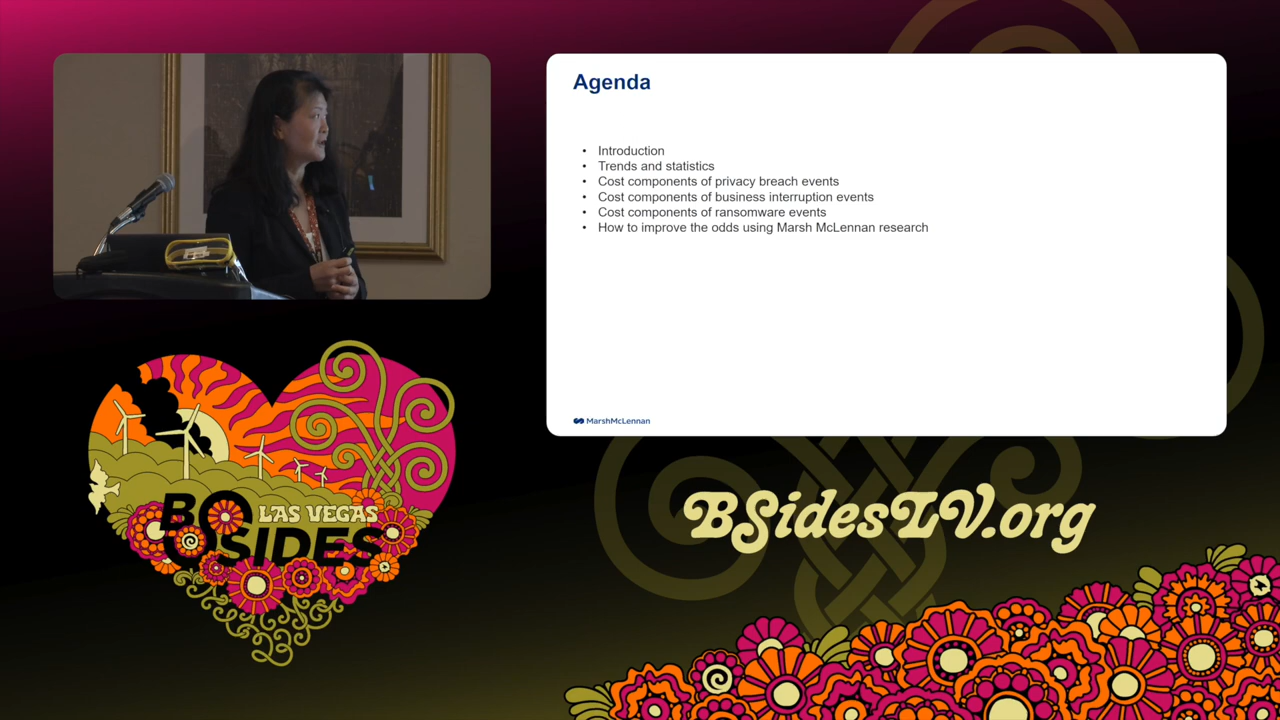 Agenda
• Introduction
• Trends and statistics
• Cost components of privacy breach events
• Cost components of business interruption events
• Cost components of ransomware events
• How to improve the odds using Marsh McLennan research
MarshMcLennan
LAS VEGAS
BSIDES
BSidesLV.org